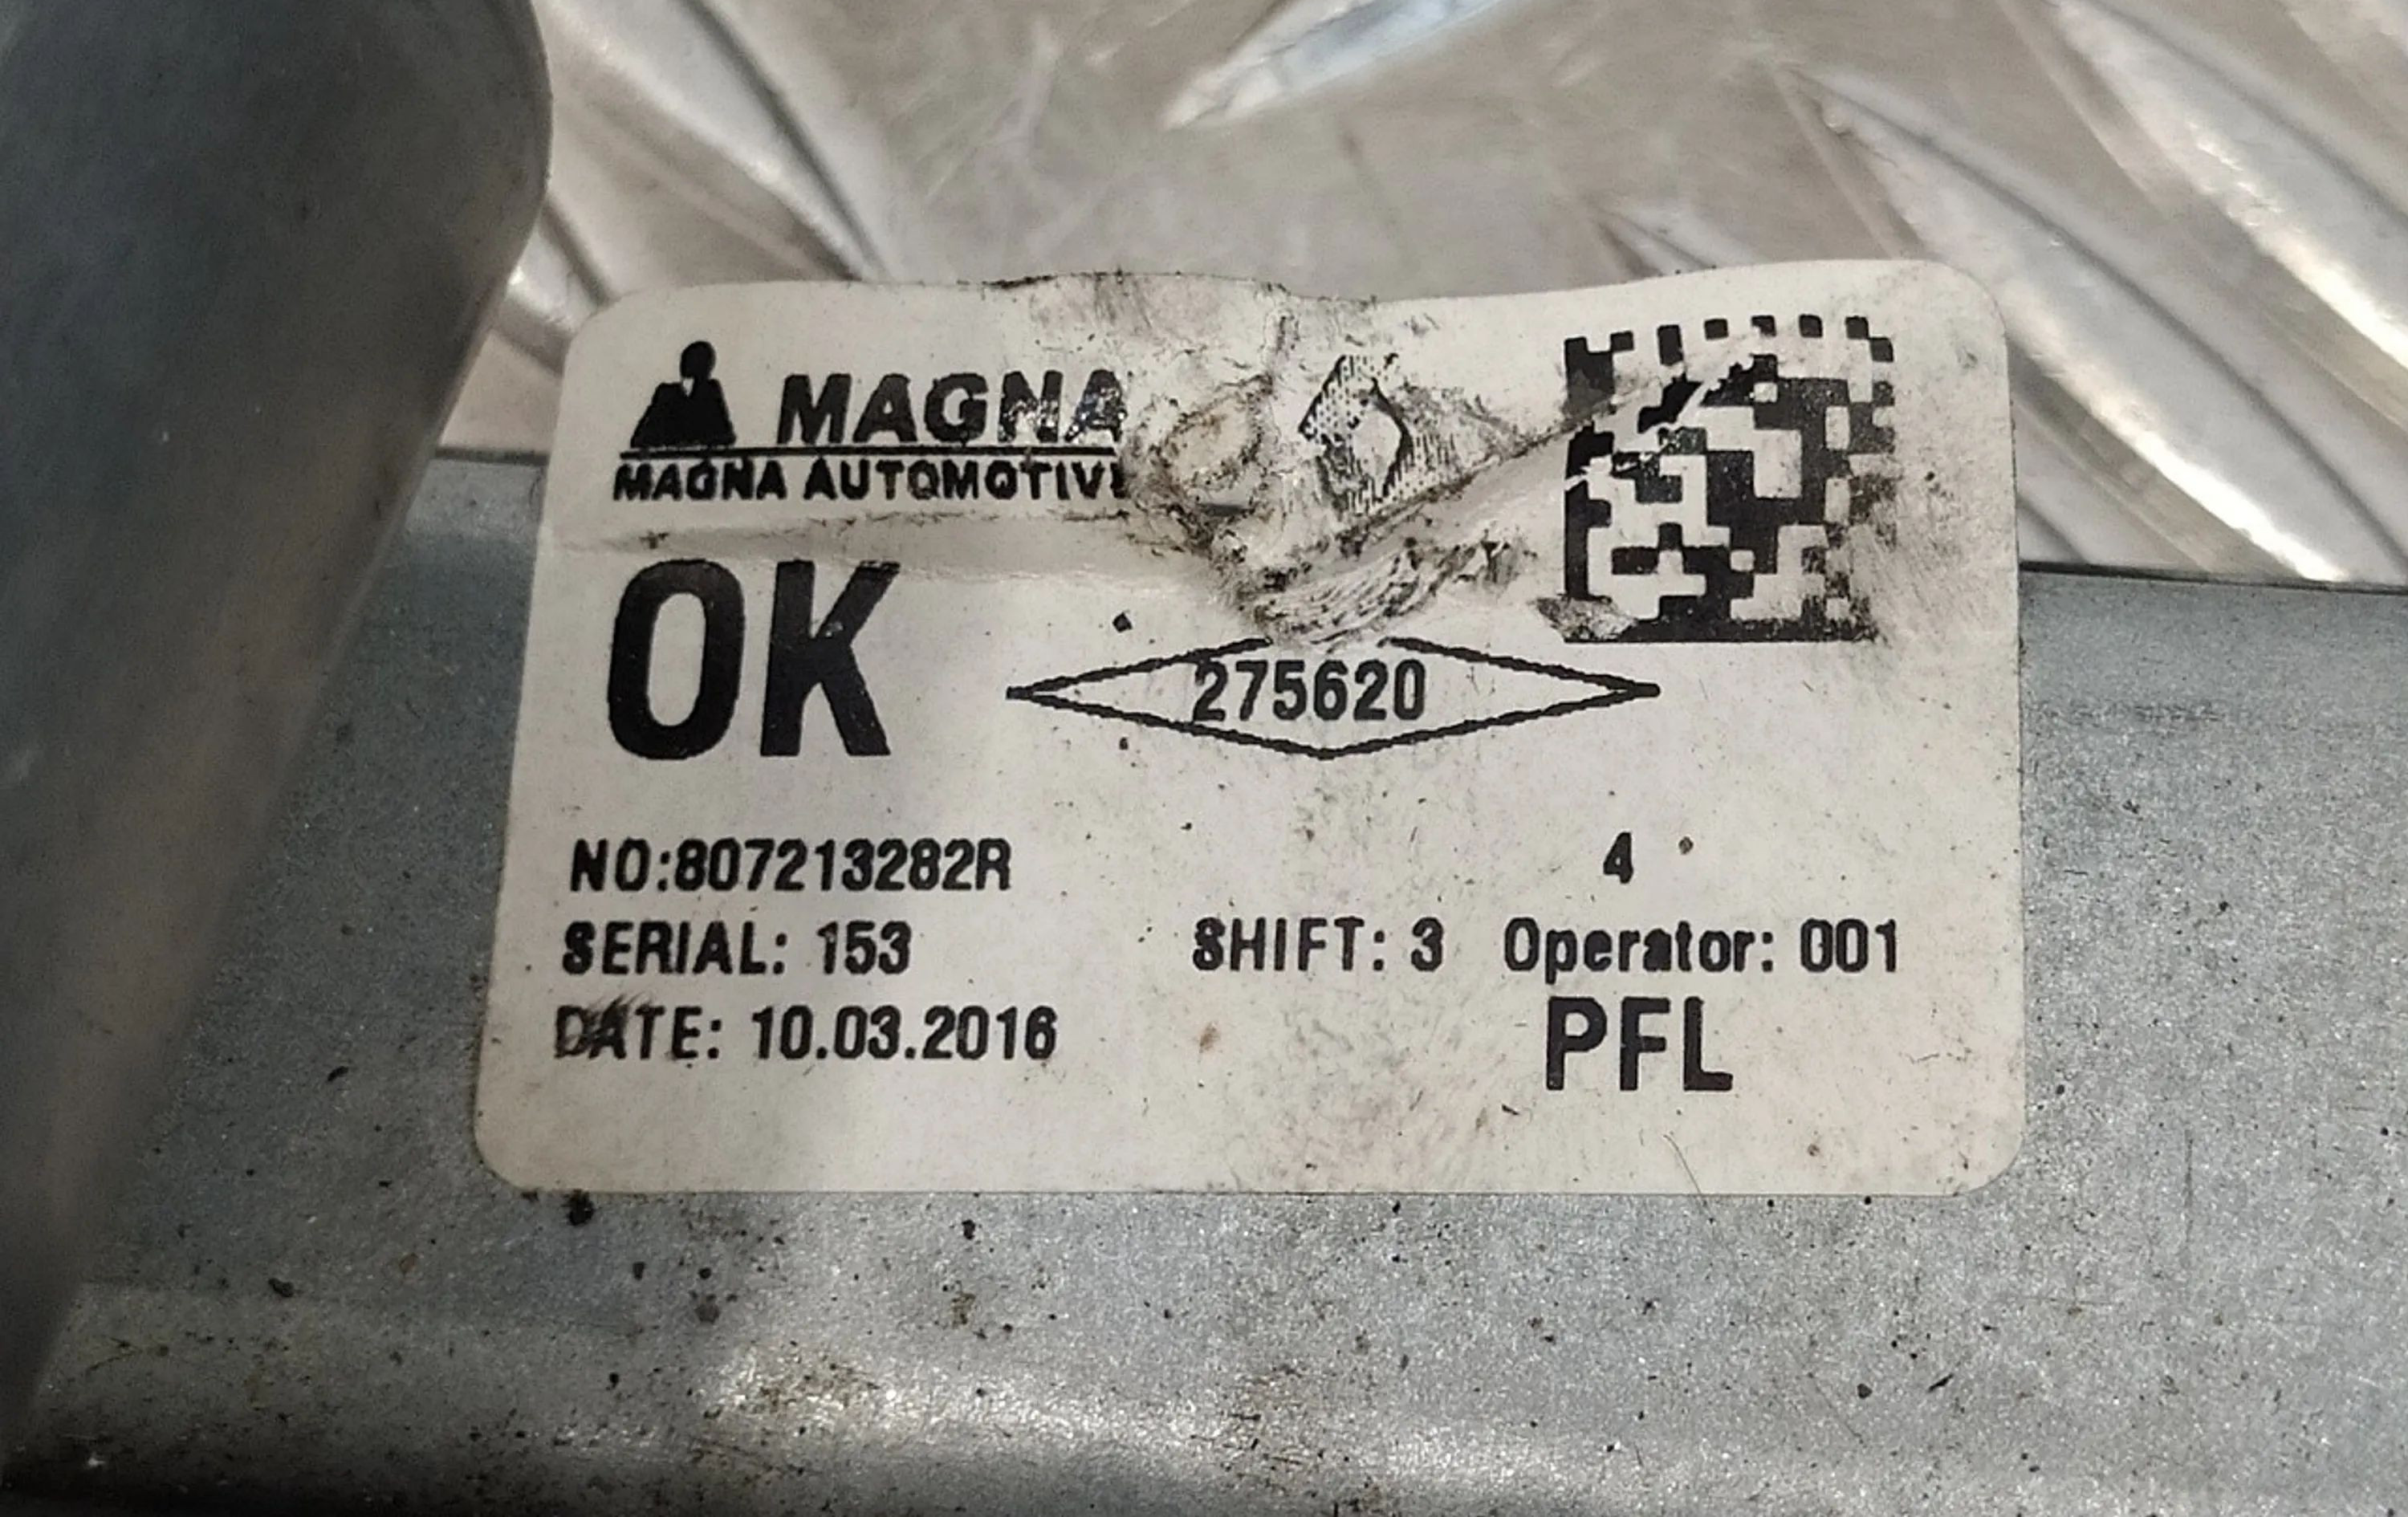 MAGNA
MAGNA AUTOMOTIVE
OK
275620
NO:807213282R
4
SERIAL: 153
SHIFT: 3
Operator: 001
DATE: 10.03.2016
PFL